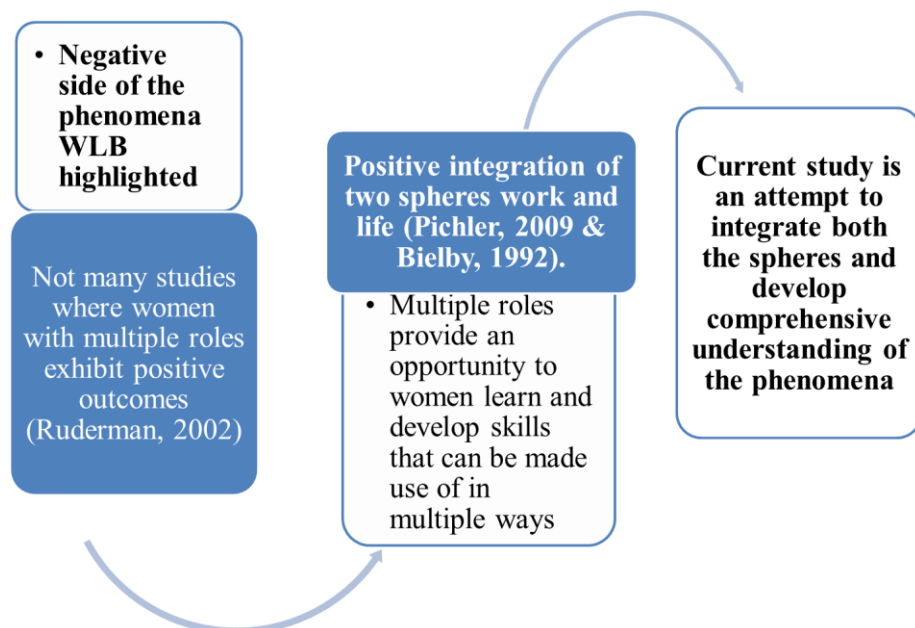 • Negative
side of the
phenomena
WLB
highlighted
Not many studies
where women
with multiple roles
exhibit positive
outcomes
(Ruderman, 2002)
Positive integration of
two spheres work and
life (Pichler, 2009 &
Bielby, 1992).
• Multiple roles
provide an
opportunity to
women learn and
develop skills
that can be made
use of in
multiple ways
Current study is
an attempt to
integrate both
the spheres and
develop
comprehensive
understanding of
the phenomena